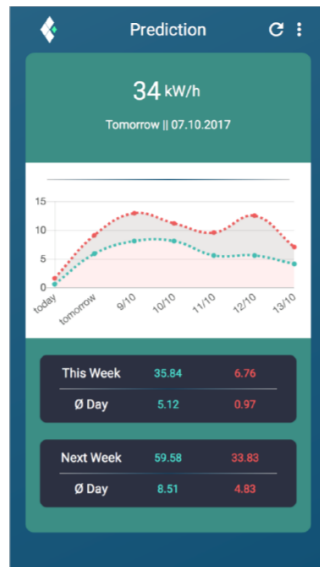 Prediction
34 kW/h
Tomorrow || 07.10.2017
15
10
5
0
today tomorrow 9/10 10/10 11/10 12/10 13/10
This Week 35.84 6.76
Ø Day 5.12 0.97
Next Week 59.58 33.83
Ø Day 8.51 4.83